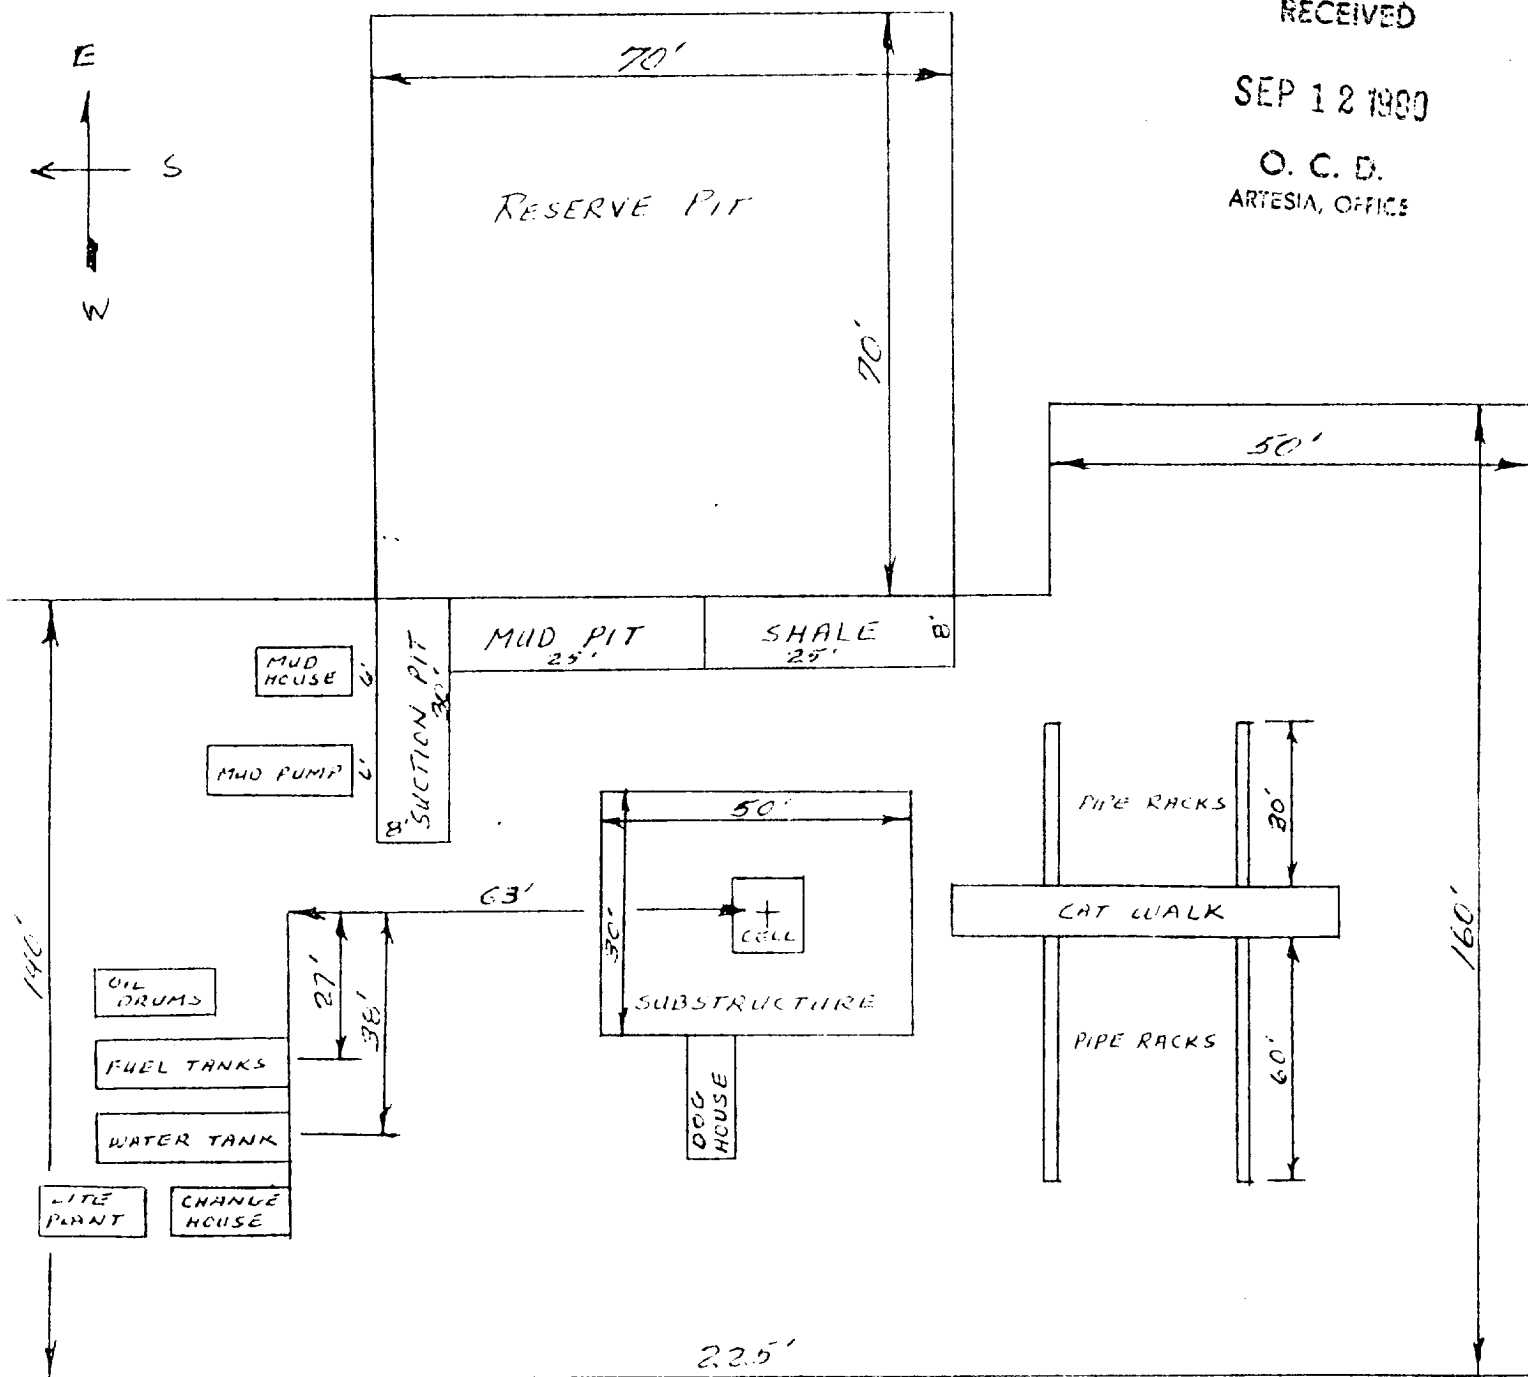 RECEIVED
SEP 12 1980
O. C. D.
ARTESIA, OFFICE
E
S
W
70'
RESERVE PIT
70'
50'
MUD PIT
25'
SHALE
25'
8'
MUD
HOUSE
6'
SUCTION PIT
30'
8'
MUD PUMP
6'
50'
PIPE RACKS
30'
63'
CELL
30'
CAT WALK
160'
140'
27'
38'
OIL
DRUMS
SUBSTRUCTURE
FUEL TANKS
PIPE RACKS
60'
DOG
HOUSE
WATER TANK
LITE
PLANT
CHANGE
HOUSE
225'